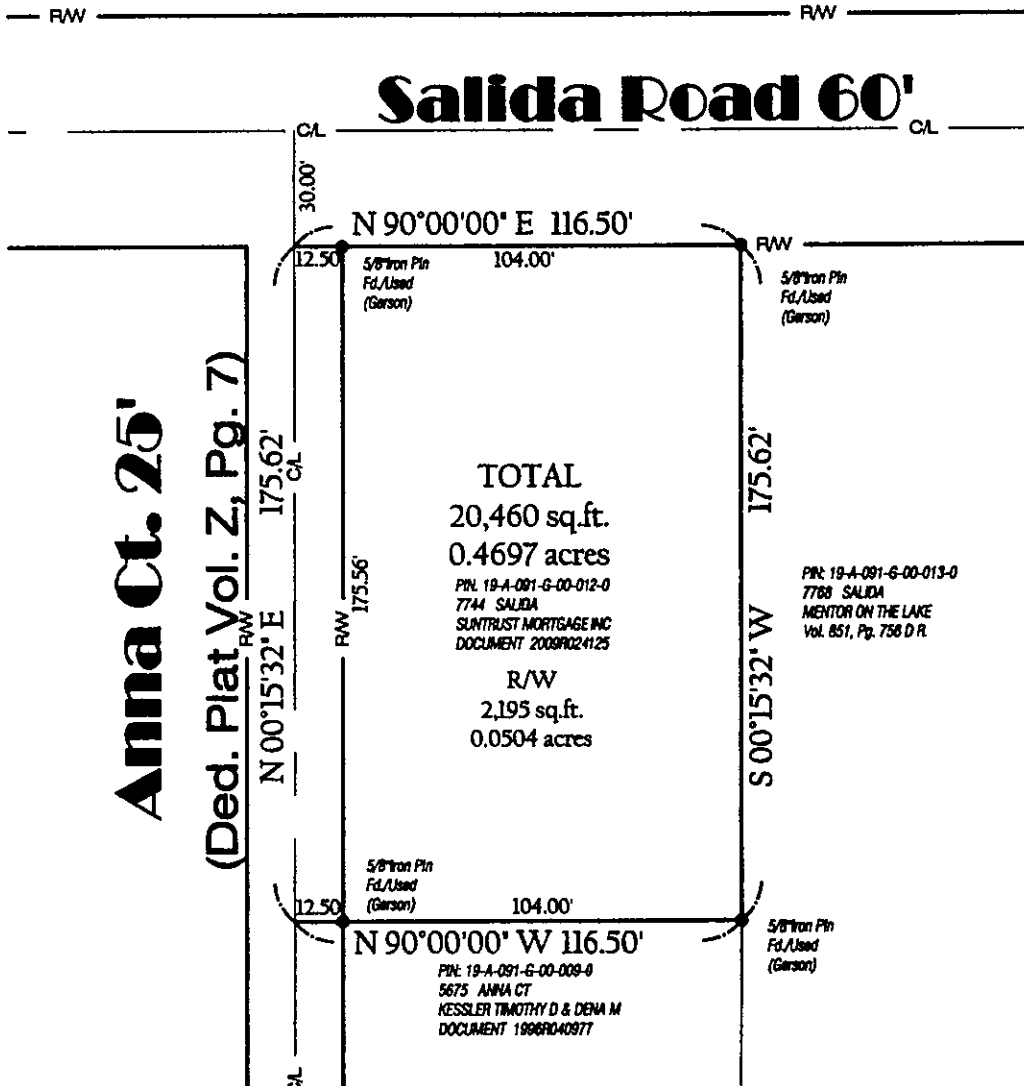 R/W
R/W
Salida Road 60'
C/L
C/L
30.00'
N 90°00'00" E 116.50'
R/W
12.50
104.00'
5/8"Iron Pin
Fd./Used
(Gerson)
5/8"Iron Pin
Fd./Used
(Gerson)
Anna Ct. 25'
(Ded. Plat Vol. Z, Pg. 7)
R/W
N 00°15'32" E
175.62'
C/L
R/W
175.56'
TOTAL
20,460 sq.ft.
0.4697 acres
PIN: 19-A-091-G-00-012-0
7744 SALIDA
SUNTRUST MORTGAGE INC
DOCUMENT 2009R024125
R/W
2,195 sq.ft.
0.0504 acres
175.62'
S 00°15'32" W
PIN: 19-A-091-G-00-013-0
7768 SALIDA
MENTOR ON THE LAKE
Vol. 851, Pg. 756 D R.
5/8"Iron Pin
Fd./Used
(Gerson)
12.50
104.00'
N 90°00'00" W 116.50'
5/8"Iron Pin
Fd./Used
(Gerson)
PIN: 19-A-091-G-00-009-0
5675 ANNA CT
KESSLER TIMOTHY D & DENA M
DOCUMENT 1996R040977
C/L